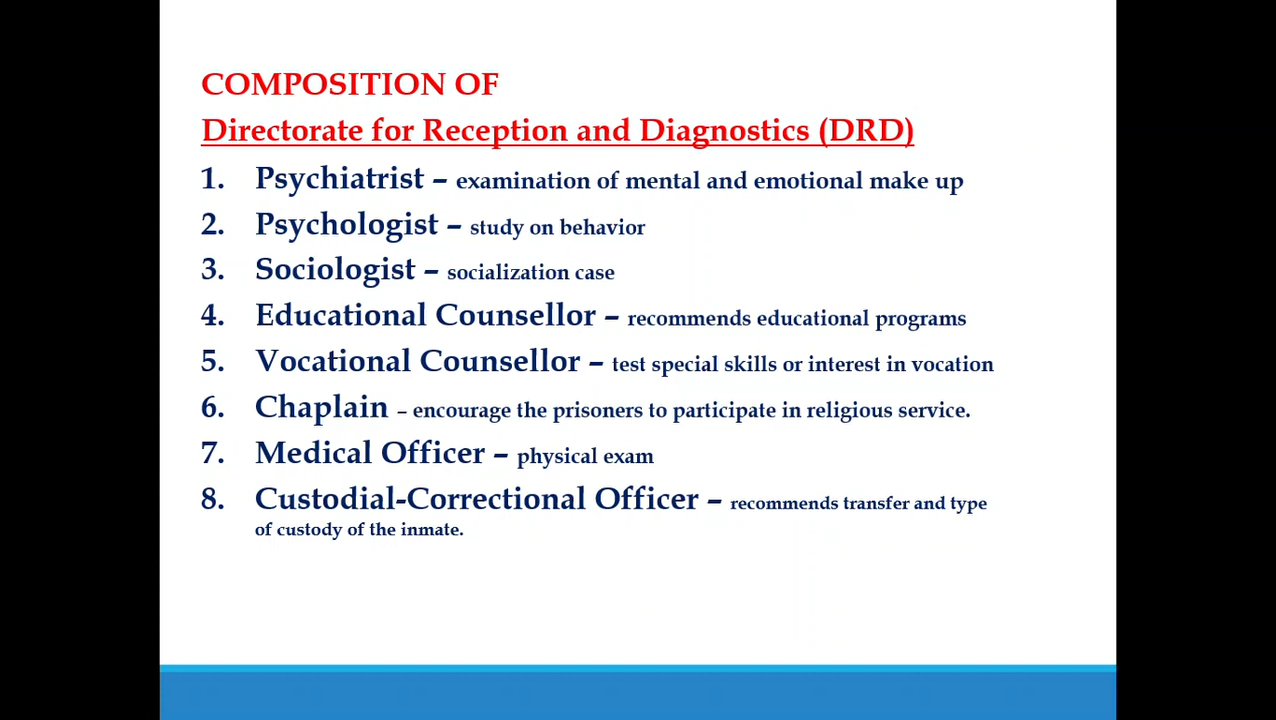 COMPOSITION OF
Directorate for Reception and Diagnostics (DRD)
1. Psychiatrist – examination of mental and emotional make up
2. Psychologist – study on behavior
3. Sociologist – socialization case
4. Educational Counsellor – recommends educational programs
5. Vocational Counsellor – test special skills or interest in vocation
6. Chaplain – encourage the prisoners to participate in religious service.
7. Medical Officer – physical exam
8. Custodial-Correctional Officer – recommends transfer and type
of custody of the inmate.